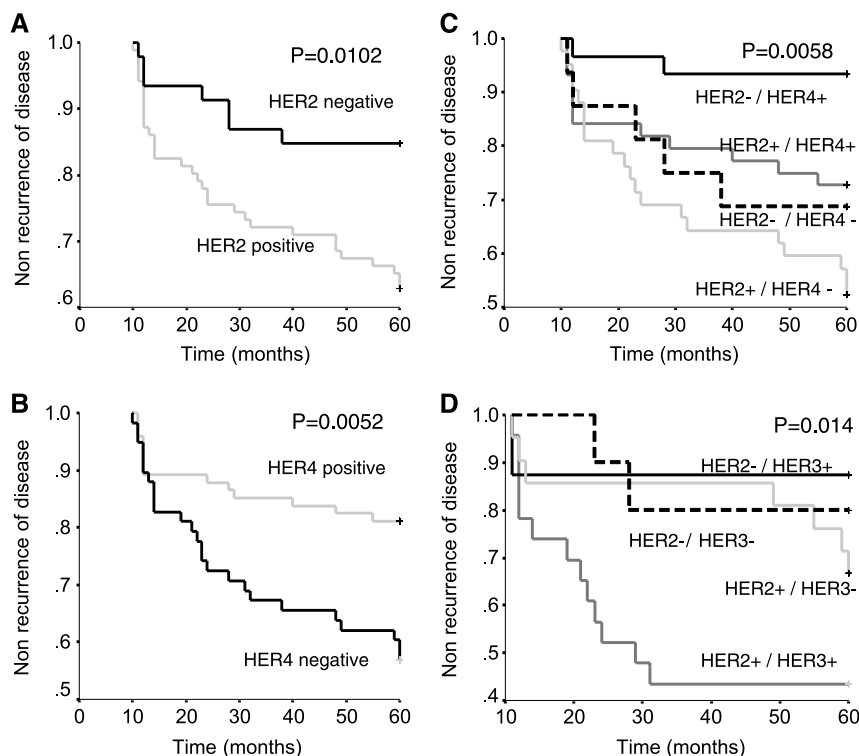 A
Non recurrence of disease
1.0
.9
.8
.7
.6
P=0.0102
HER2 negative
HER2 positive
0 10 20 30 40 50 60
Time (months)
C
Non recurrence of disease
1.0
.9
.8
.7
.6
.5
P=0.0058
HER2- / HER4+
HER2+ / HER4+
HER2- / HER4 -
HER2+ / HER4 -
0 10 20 30 40 50 60
Time (months)
B
Non recurrence of disease
1.0
.9
.8
.7
.6
.5
P=0.0052
HER4 positive
HER4 negative
0 10 20 30 40 50 60
Time (months)
D
Non recurrence of disease
1.0
.9
.8
.7
.6
.5
.4
P=0.014
HER2- / HER3+
HER2-/ HER3-
HER2+ / HER3-
HER2+ / HER3+
10 20 30 40 50 60
Time (months)